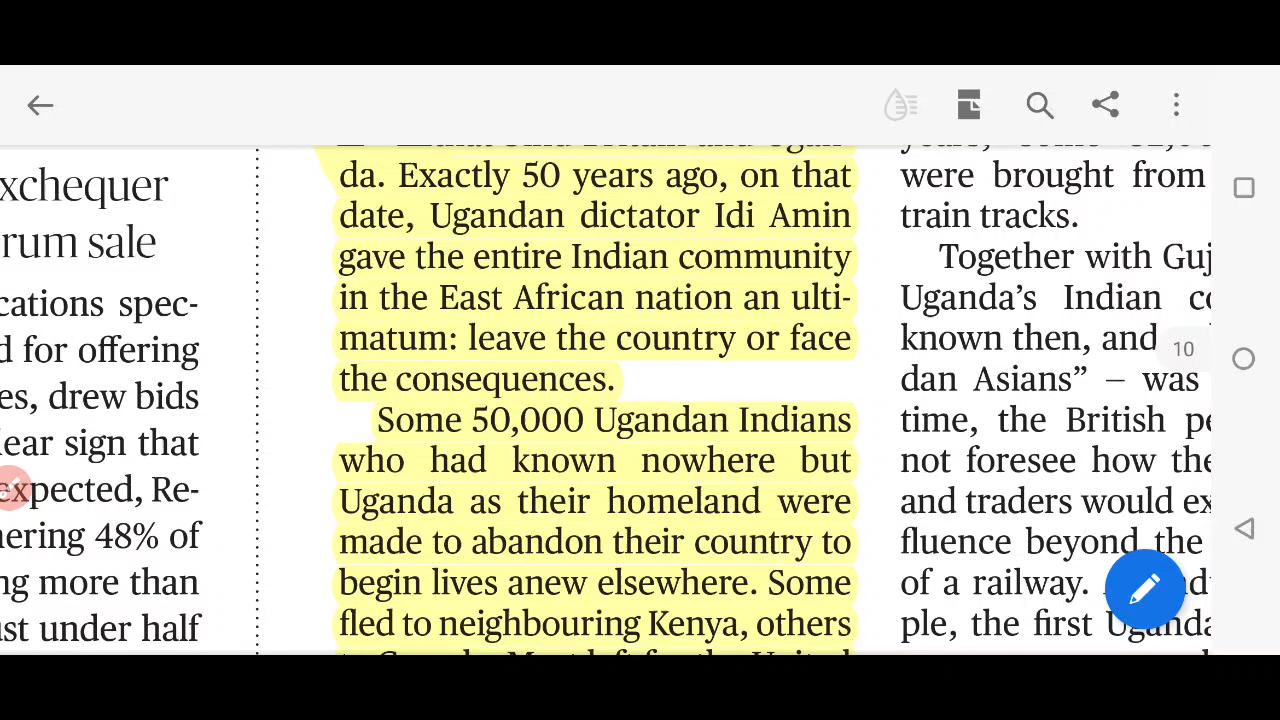 xchequer
rum sale
cations spec-
d for offering
es, drew bids
lear sign that
expected, Re-
nering 48% of
ng more than
ust under half
da. Exactly 50 years ago, on that
date, Ugandan dictator Idi Amin
gave the entire Indian community
in the East African nation an ulti-
matum: leave the country or face
the consequences.
Some 50,000 Ugandan Indians
who had known nowhere but
Uganda as their homeland were
made to abandon their country to
begin lives anew elsewhere. Some
fled to neighbouring Kenya, others
were brought from
train tracks.
Together with Guj
Uganda's Indian c
known then, and
dan Asians” – was
time, the British pe
not foresee how the
and traders would ex
fluence beyond the
of a railway.
ple, the first Uganda
10